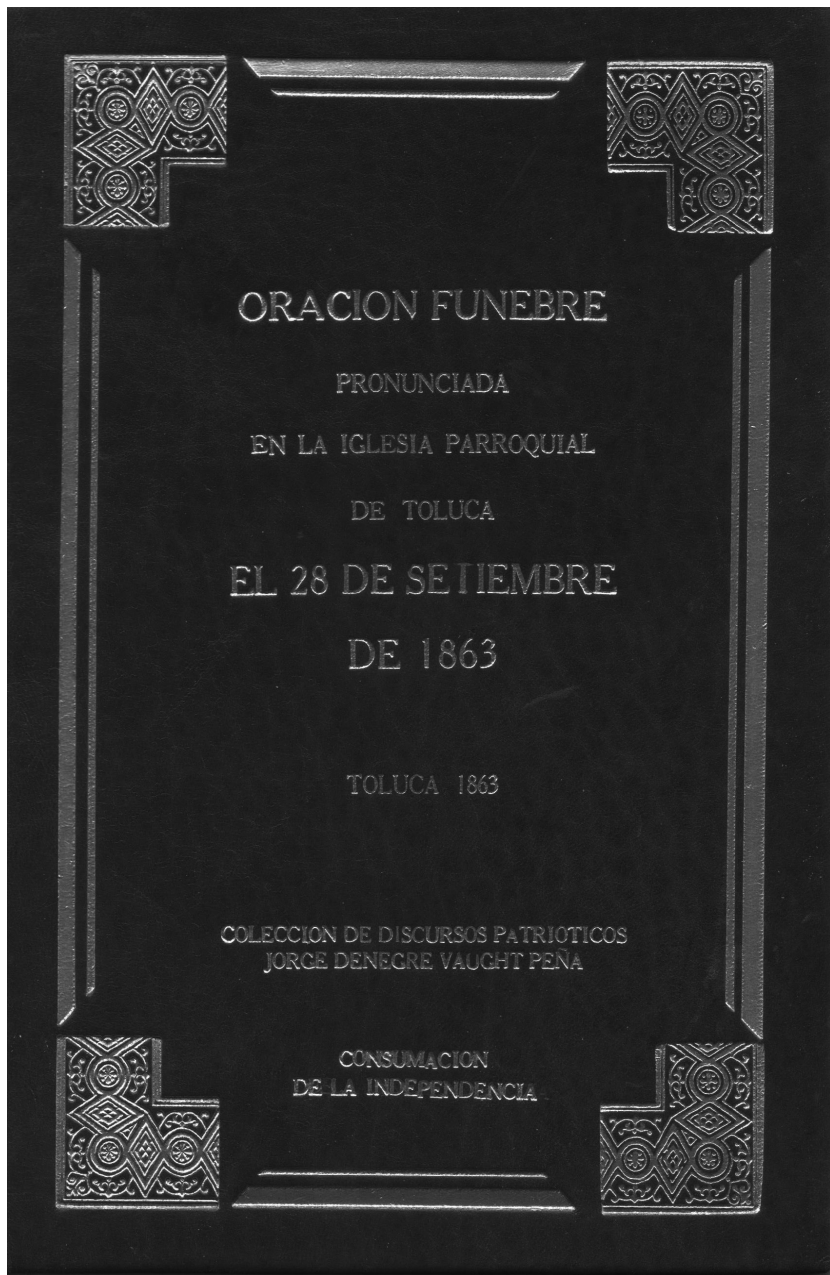 ORACION FUNEBRE
PRONUNCIADA
EN LA IGLESIA PARROQUIAL
DE TOLUCA
EL 28 DE SETIEMBRE
DE 1863
TOLUCA 1863
COLECCION DE DISCURSOS PATRIOTICOS
JORGE DENEGRE VAUGHT PEÑA
CONSUMACION
DE LA INDEPENDENCIA